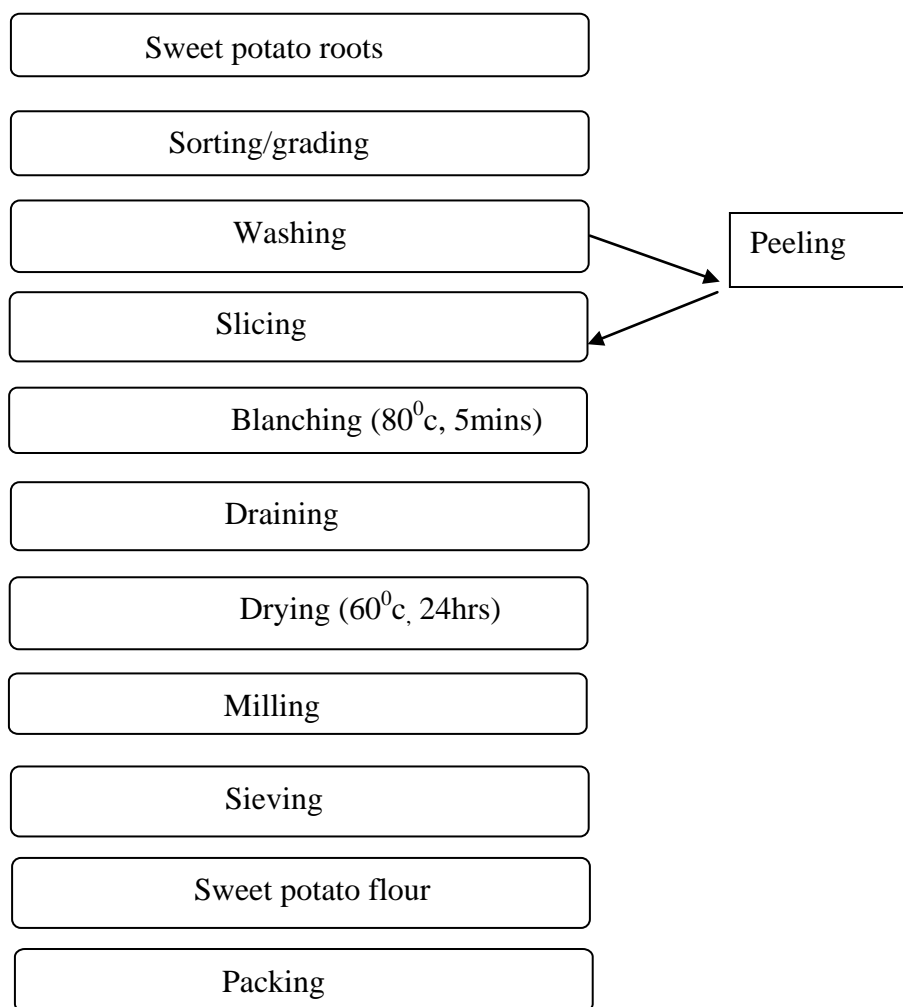 Sweet potato roots
Sorting/grading
Washing
Peeling
Slicing
Blanching (80⁰c, 5mins)
Draining
Drying (60⁰c, 24hrs)
Milling
Sieving
Sweet potato flour
Packing